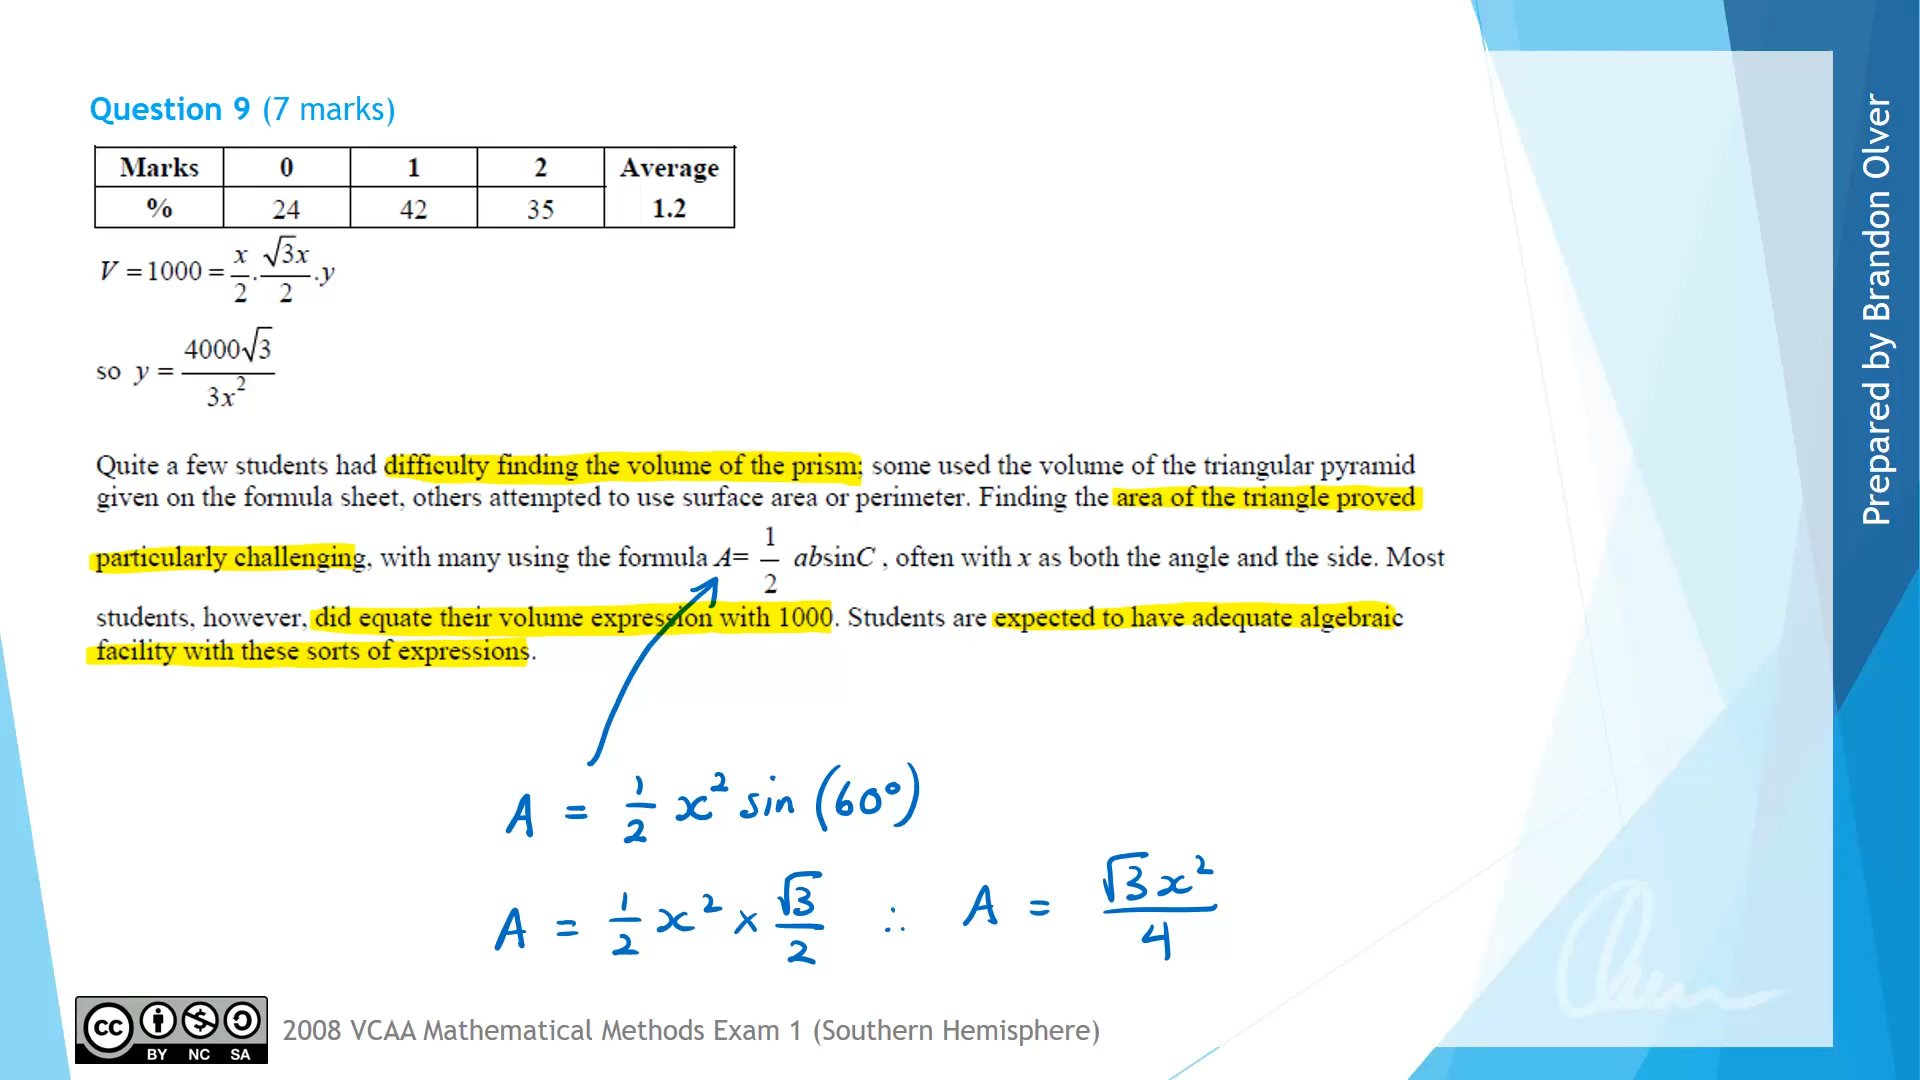 Question 9 (7 marks)
Marks 0 1 2 Average
% 24 42 35 1.2
V = 1000 = x/2 . √3x/2 . y
so y = 4000√3 / 3x²
Quite a few students had difficulty finding the volume of the prism; some used the volume of the triangular pyramid
given on the formula sheet, others attempted to use surface area or perimeter. Finding the area of the triangle proved
particularly challenging, with many using the formula A= 1/2 absinC , often with x as both the angle and the side. Most
students, however, did equate their volume expression with 1000. Students are expected to have adequate algebraic
facility with these sorts of expressions.
A = 1/2 x² sin (60°)
A = 1/2 x² × √3/2 ∴ A = √3x²/4
cc BY NC SA
2008 VCAA Mathematical Methods Exam 1 (Southern Hemisphere)
Prepared by Brandon Olver